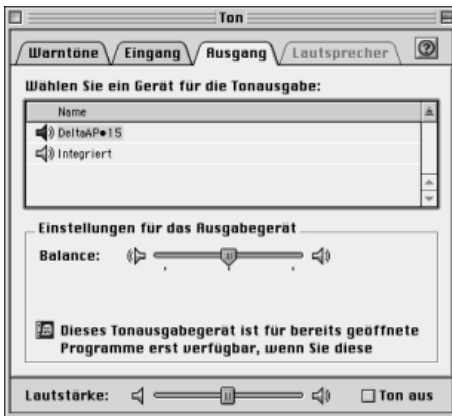 Ton
Warntöne Eingang Ausgang Lautsprecher ?
Wählen Sie ein Gerät für die Tonausgabe:
Name
DeltaAP•15
Integriert
Einstellungen für das Ausgabegerät
Balance:
Dieses Tonausgabegerät ist für bereits geöffnete
Programme erst verfügbar, wenn Sie diese
Lautstärke: Ton aus